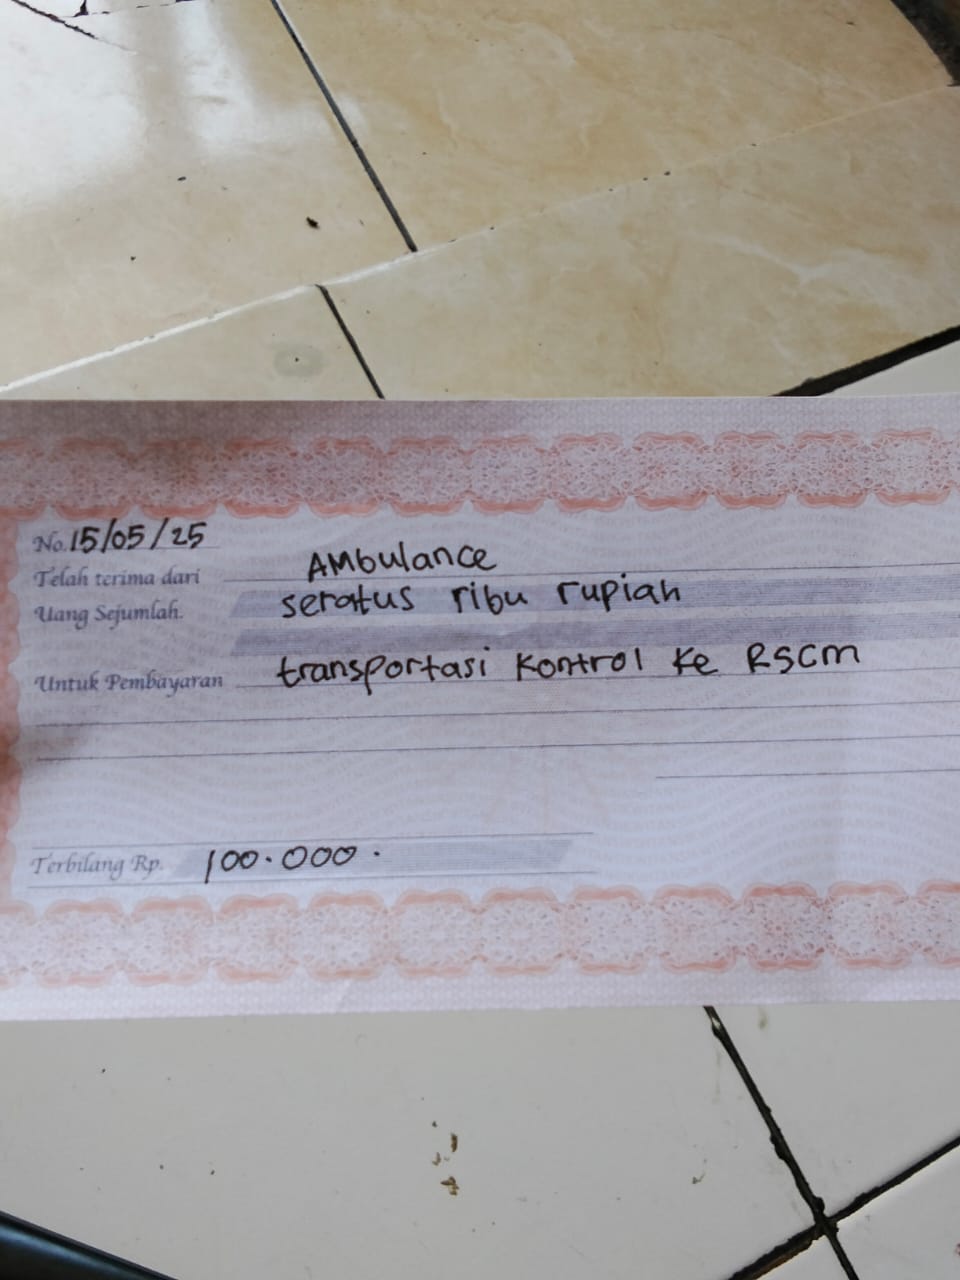 No. 15/05/25
Telah terima dari AMbulance
Uang Sejumlah. seratus ribu rupiah
Untuk Pembayaran transportasi kontrol ke RSCM
Terbilang Rp. 100.000.